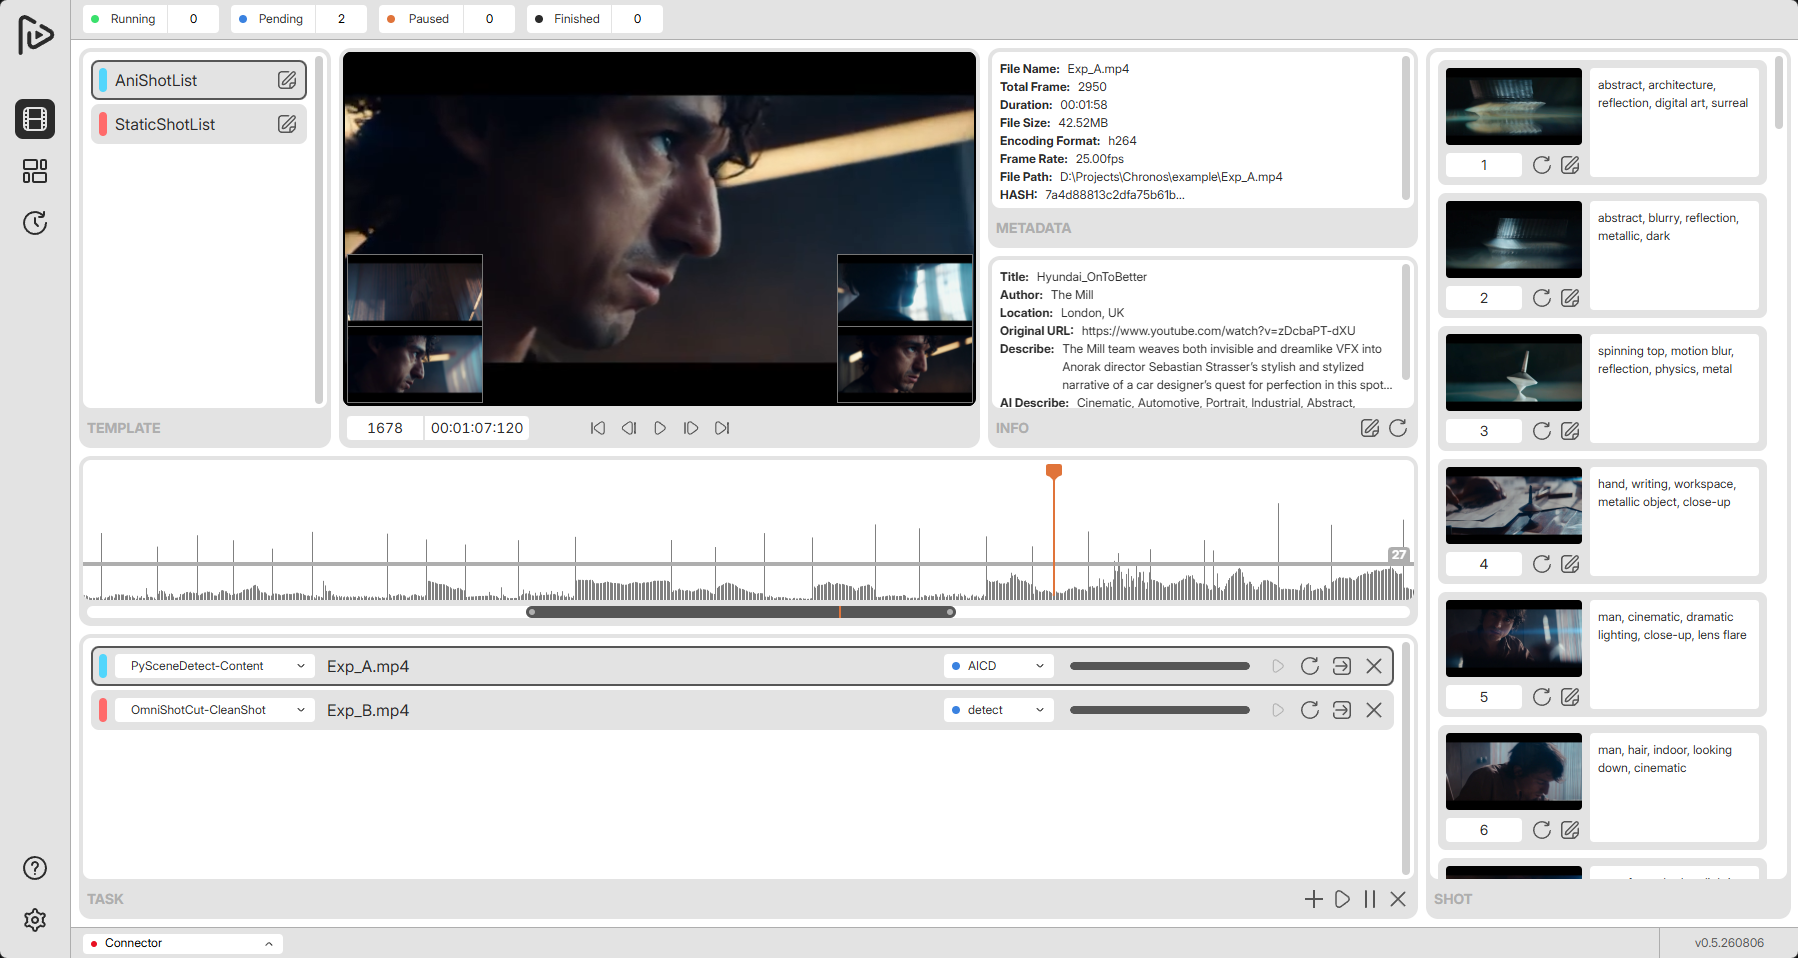 Running 0 Pending 2 Paused 0 Finished 0
AniShotList
StaticShotList
TEMPLATE
1678 00:01:07:120
File Name: Exp_A.mp4
Total Frame: 2950
Duration: 00:01:58
File Size: 42.52MB
Encoding Format: h264
Frame Rate: 25.00fps
File Path: D:\Projects\Chronos\example\Exp_A.mp4
HASH: 7a4d88813c2dfa75b61b...
METADATA
Title: Hyundai_OnToBetter
Author: The Mill
Location: London, UK
Original URL: https://www.youtube.com/watch?v=zDcbaPT-dXU
Describe: The Mill team weaves both invisible and dreamlike VFX into
Anorak director Sebastian Strasser's stylish and stylized
narrative of a car designer's quest for perfection in this spot...
AI Describe: Cinematic, Automotive, Portrait, Industrial, Abstract,
INFO
27
PySceneDetect-Content Exp_A.mp4 AICD
OmniShotCut-CleanShot Exp_B.mp4 detect
TASK
abstract, architecture,
reflection, digital art, surreal
1
abstract, blurry, reflection,
metallic, dark
2
spinning top, motion blur,
reflection, physics, metal
3
hand, writing, workspace,
metallic object, close-up
4
man, cinematic, dramatic
lighting, close-up, lens flare
5
man, hair, indoor, looking
down, cinematic
6
SHOT
Connector
v0.5.260806